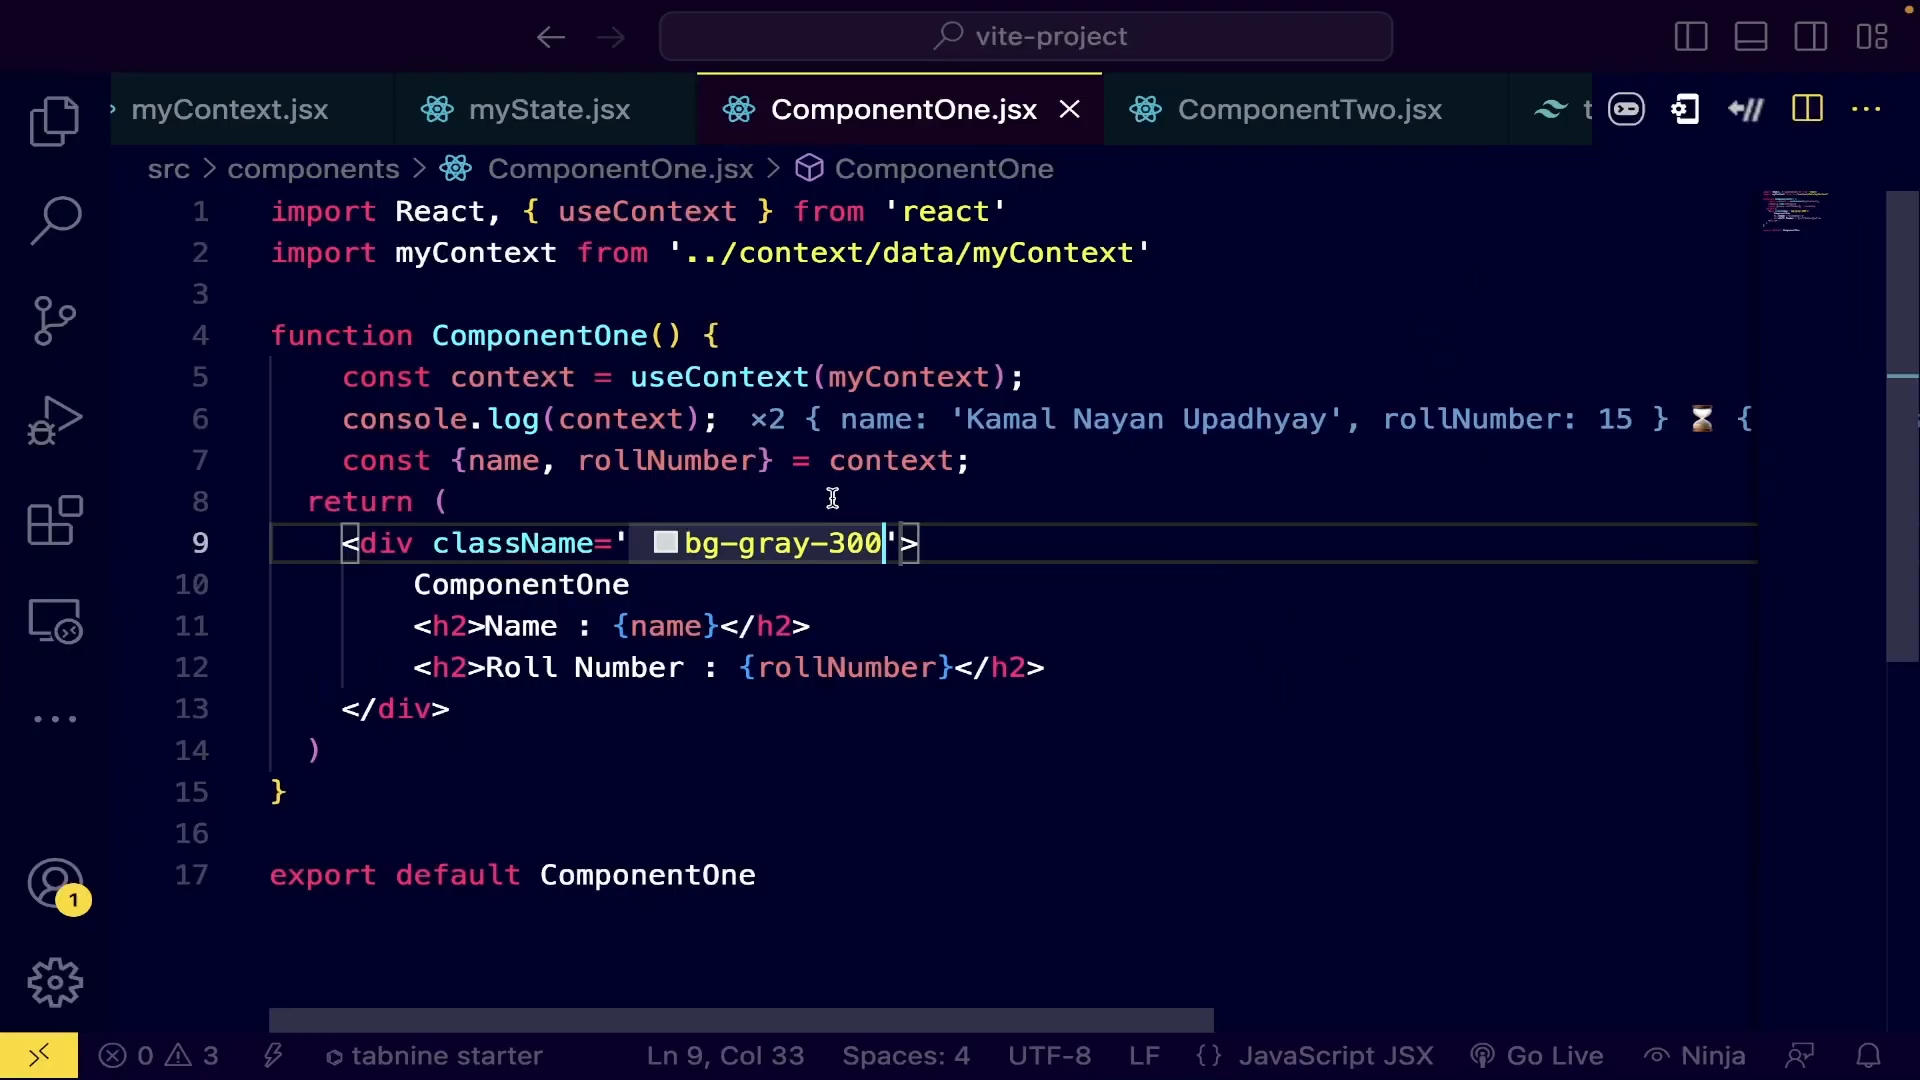 vite-project
myContext.jsx
myState.jsx
ComponentOne.jsx
ComponentTwo.jsx
t
src > components > ComponentOne.jsx > ComponentOne
1 import React, { useContext } from 'react'
2 import myContext from '../context/data/myContext'
3
4 function ComponentOne() {
5 const context = useContext(myContext);
6 console.log(context); ×2 { name: 'Kamal Nayan Upadhyay', rollNumber: 15 } ⏳ {
7 const {name, rollNumber} = context;
8 return (
9 <div className=' bg-gray-300'>
10 ComponentOne
11 <h2>Name : {name}</h2>
12 <h2>Roll Number : {rollNumber}</h2>
13 </div>
14 )
15 }
16
17 export default ComponentOne
1
0 3 tabnine starter Ln 9, Col 33 Spaces: 4 UTF-8 LF {} JavaScript JSX Go Live Ninja